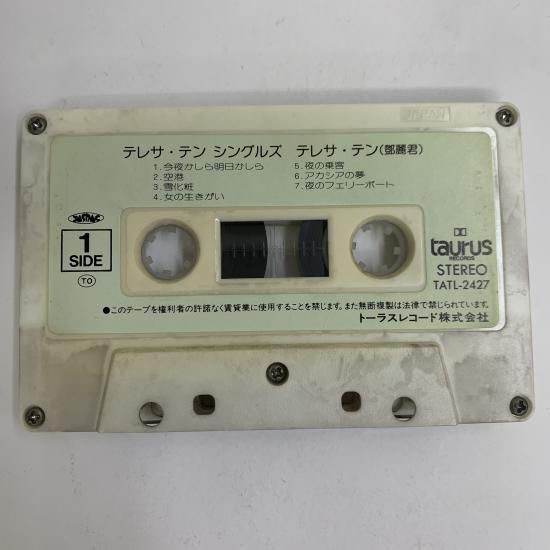 JAPAN
テレサ・テン シングルズ テレサ・テン(鄧麗君)
1.今夜かしら明日かしら
2.空港
3.雪化粧
4.女の生きがい
5.夜の乗客
6.アカシアの夢
7.夜のフェリーボート
1
SIDE
TO
taurus
RECORDS
STEREO
TATL-2427
●このテープを権利者の許諾なく賃貸業に使用することを禁じます。また無断複製は法律で禁じられています。
トーラスレコード株式会社